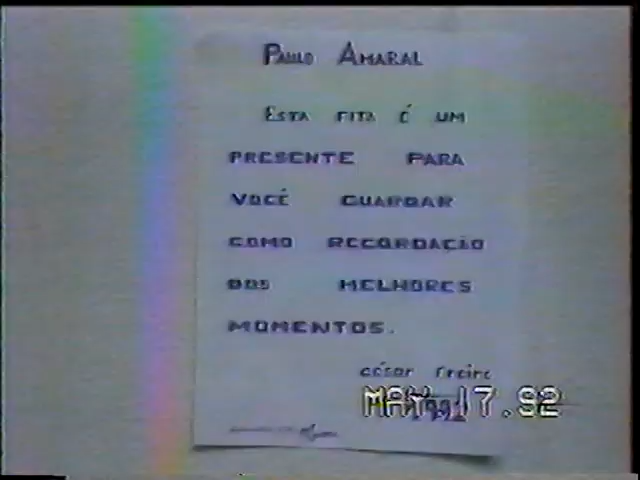 PAULO AMARAL
ESTA FITA É UM
PRESENTE PARA
VOCÊ GUARDAR
COMO RECORDAÇÃO
DOS MELHORES
MOMENTOS.
César Freire
1992
MAY.17.92